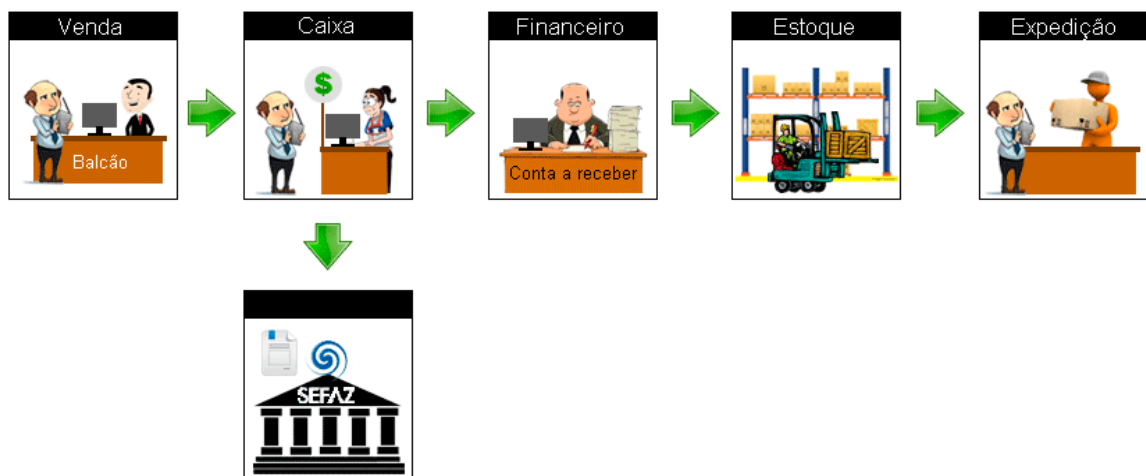 Venda
Caixa
Financeiro
Estoque
Expedição
$
Balcão
Conta a receber
SEFAZ